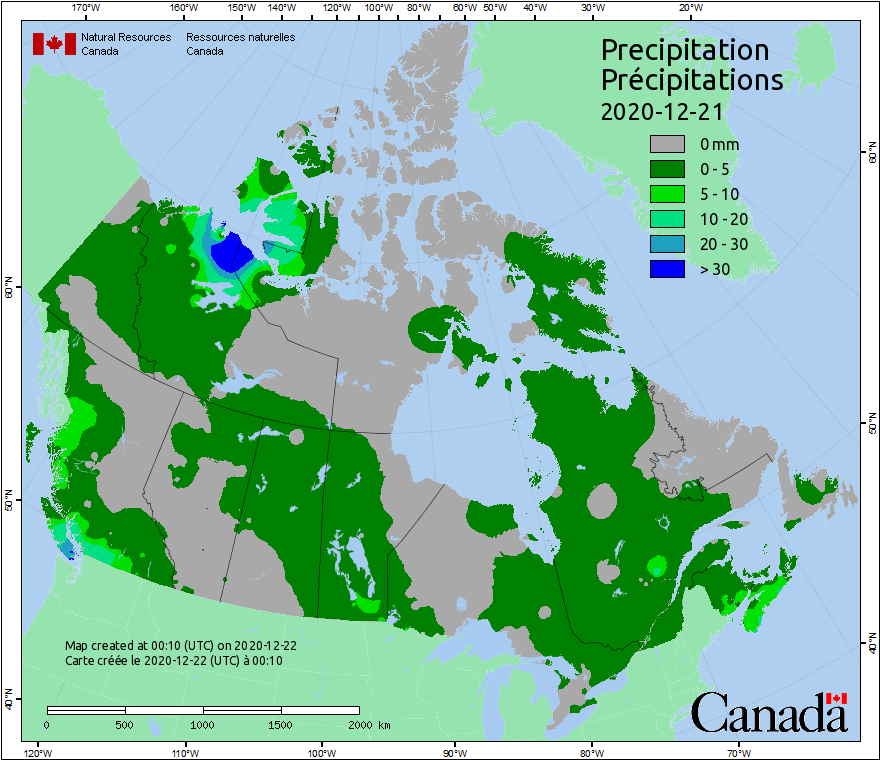 170°W 160°W 150°W 140°W 120°W 100°W 80°W 60°W 50°W 40°W 30°W 20°W
Natural Resources Ressources naturelles
Canada Canada
Precipitation
Précipitations
2020-12-21
0 mm
0 - 5
5 - 10
10 - 20
20 - 30
> 30
60°N
60°N
50°N
50°N
40°N
40°N
Map created at 00:10 (UTC) on 2020-12-22
Carte créée le 2020-12-22 (UTC) à 00:10
0 500 1000 1500 2000 km
Canada
120°W 110°W 100°W 90°W 80°W 70°W